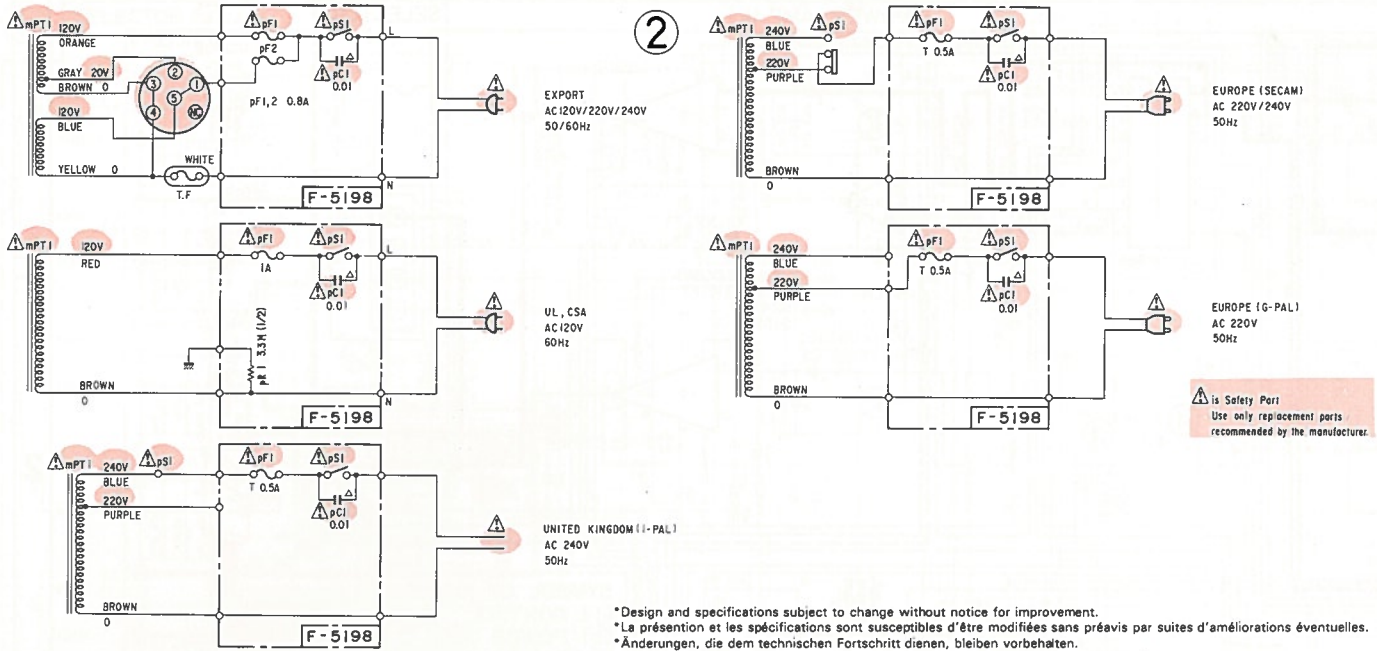 mPT1 120V
ORANGE
GRAY 20V
BROWN 0
120V
BLUE
YELLOW 0
WHITE
T.F
2
3
1
5
4
NC
pF1
pF2
pF1,2 0.8A
pS1
pC1
0.01
L
N
F-5198
EXPORT
AC120V/220V/240V
50/60Hz
mPT1 120V
RED
BROWN
0
pF1
1A
pS1
pC1
0.01
pR1 3.3M (1/2)
L
N
F-5198
UL, CSA
AC120V
60Hz
mPT1 240V pS1
BLUE
220V
PURPLE
BROWN
0
pF1
T 0.5A
pS1
pC1
0.01
F-5198
UNITED KINGDOM (I-PAL)
AC 240V
50Hz
2
mPT1 240V pS1
BLUE
220V
PURPLE
BROWN
0
pF1
T 0.5A
pS1
pC1
0.01
F-5198
EUROPE (SECAM)
AC 220V/240V
50Hz
mPT1 240V
BLUE
220V
PURPLE
BROWN
0
pF1
T 0.5A
pS1
pC1
0.01
F-5198
EUROPE (G-PAL)
AC 220V
50Hz
is Safety Part
Use only replacement parts
recommended by the manufacturer.
*Design and specifications subject to change without notice for improvement.
*La présention et les spécifications sont susceptibles d'être modifiées sans préavis par suites d'améliorations éventuelles.
*Änderungen, die dem technischen Fortschritt dienen, bleiben vorbehalten.